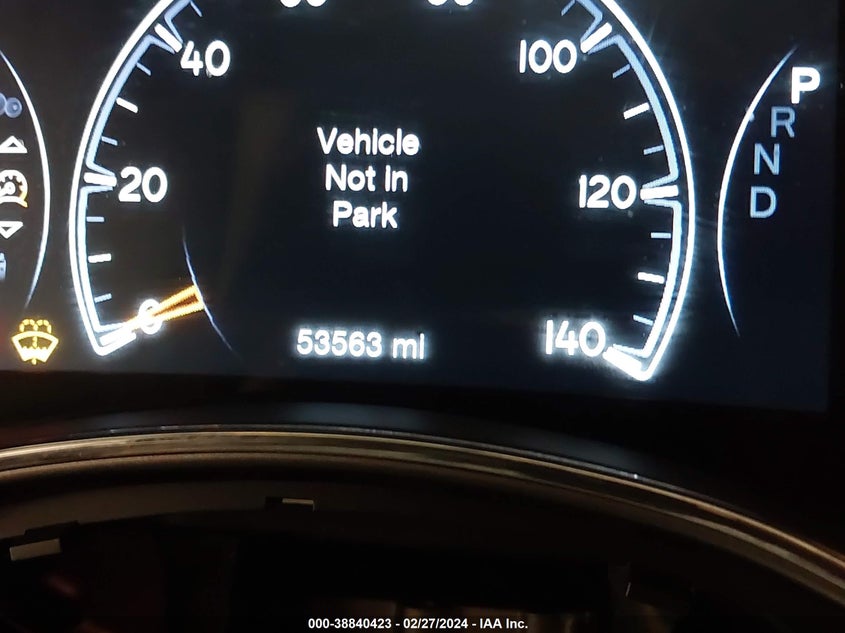 40
100
P
R
Vehicle
Not in
Park
N
20
120
D
0
53563 mi
140
000-38840423 - 02/27/2024 - IAA Inc.